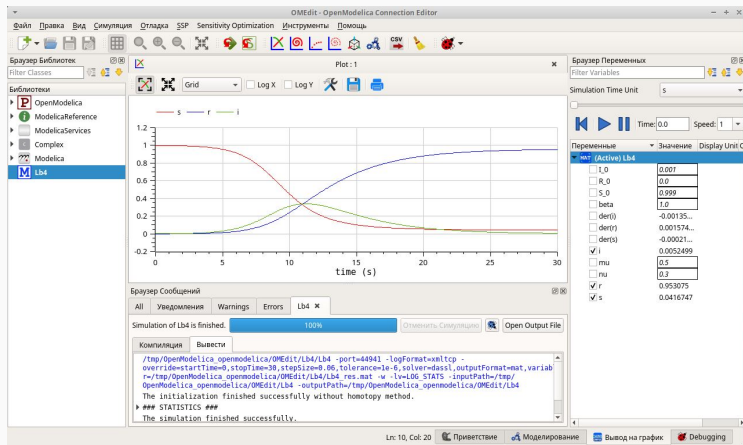 OMEdit - OpenModelica Connection Editor
Файл Правка Вид Симуляция Отладка SSP Sensitivity Optimization Инструменты Помощь
CSV
Браузер Библиотек
Filter Classes
Библиотеки
P OpenModelica
i ModelicaReference
ModelicaServices
C Complex
Modelica
M Lb4
Plot : 1
Grid Log X Log Y
s r i
1.2
1
0.8
0.6
0.4
0.2
0
-0.2
0 5 10 15 20 25 30
time (s)
Браузер Сообщений
All Уведомления Warnings Errors Lb4
Simulation of Lb4 is finished. 100% Отменить Симуляцию Open Output File
Компиляция Вывести
/tmp/OpenModelica_openmodelica/OMEdit/Lb4/Lb4 -port=44941 -logFormat=xmltcp -
override=startTime=0,stopTime=30,stepSize=0.06,tolerance=1e-6,solver=dassl,outputFormat=mat,variab
r=/tmp/OpenModelica_openmodelica/OMEdit/Lb4/Lb4_res.mat -w -lv=LOG_STATS -inputPath=/tmp/
OpenModelica_openmodelica/OMEdit/Lb4 -outputPath=/tmp/OpenModelica_openmodelica/OMEdit/Lb4
The initialization finished successfully without homotopy method.
### STATISTICS ###
The simulation finished successfully.
Браузер Переменных
Filter Variables
Simulation Time Unit s
Time: 0.0 Speed: 1
Переменные Значение Display Unit
MAT (Active) Lb4
I_0 0.001
R_0 0.0
S_0 0.999
beta 1.0
der(i) -0.00135...
der(r) 0.001574...
der(s) -0.00021...
i 0.0052499
mu 0.5
nu 0.3
r 0.953075
s 0.0416747
Ln: 10, Col: 20 Приветствие Моделирование Вывод на график Debugging